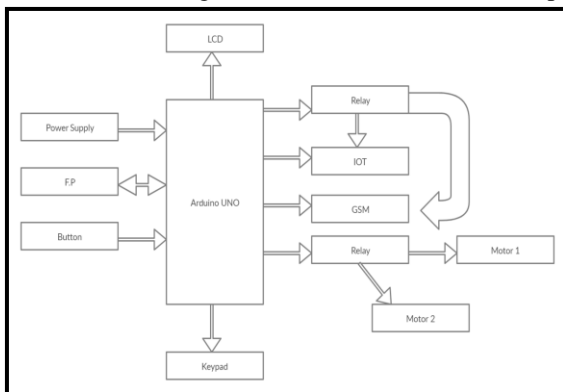 LCD
Power Supply
F.P
Button
Arduino UNO
Relay
IOT
GSM
Relay
Motor 1
Motor 2
Keypad